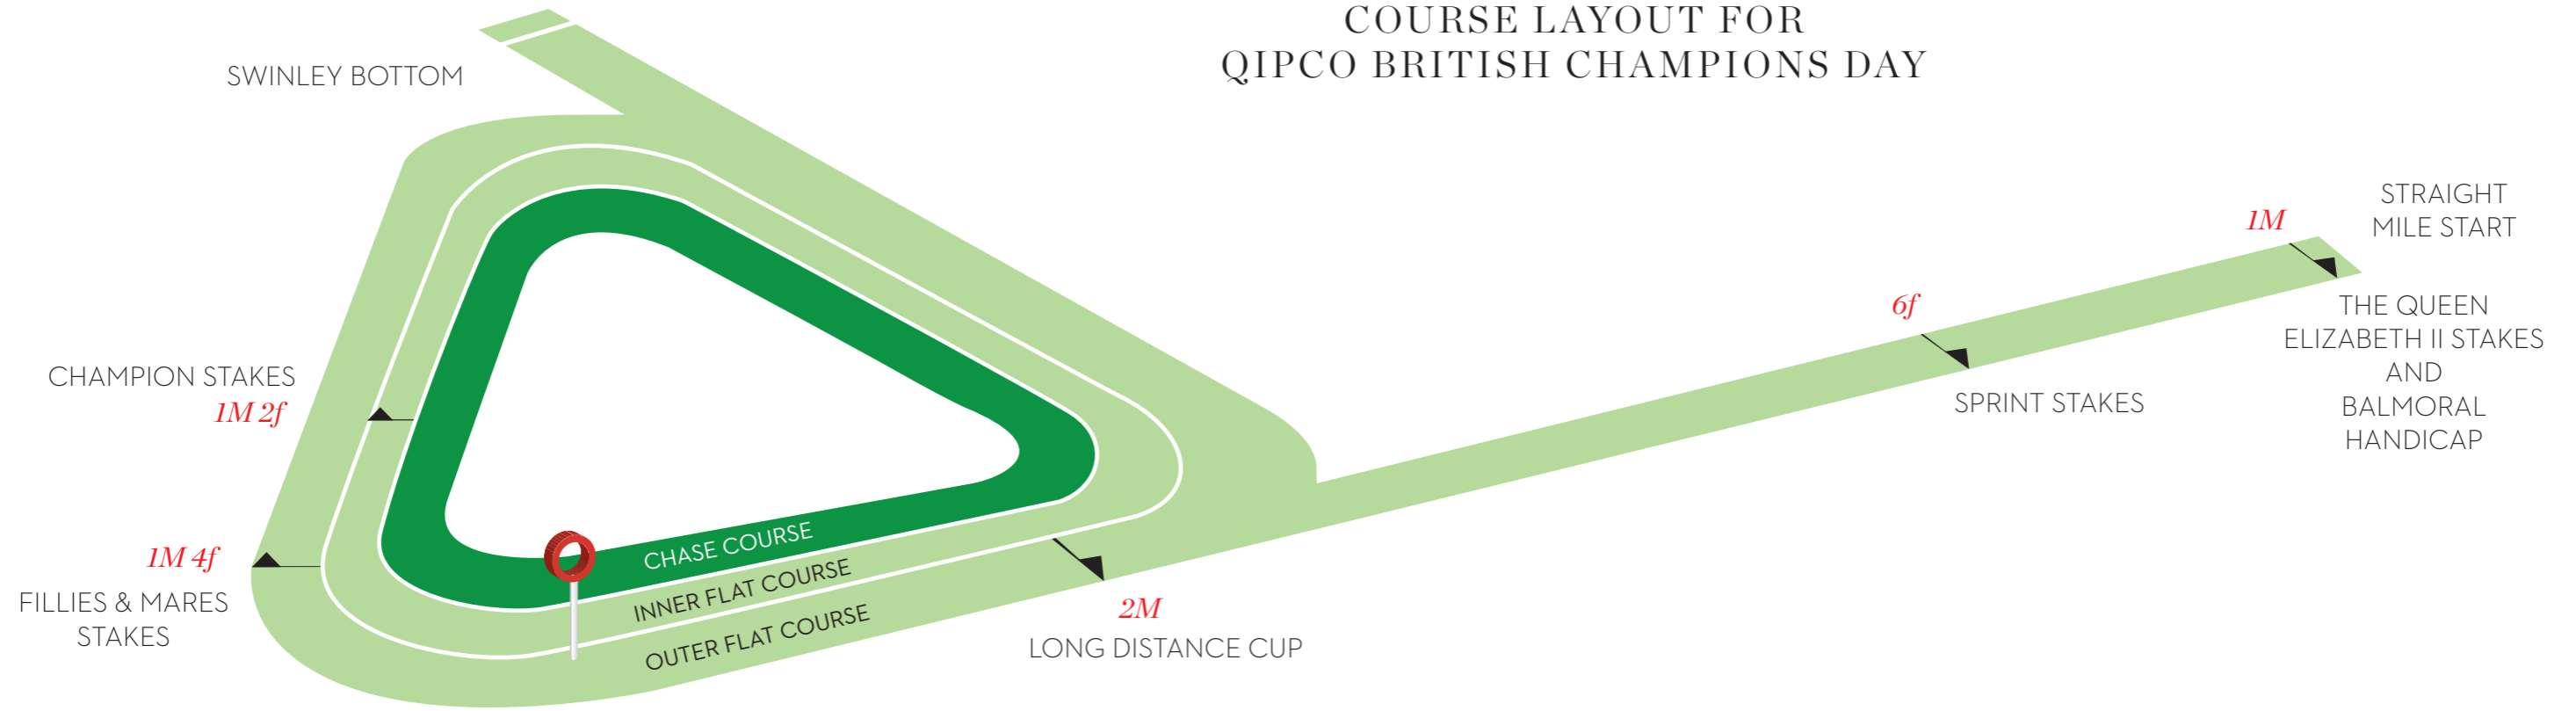 COURSE LAYOUT FOR
QIPCO BRITISH CHAMPIONS DAY
SWINLEY BOTTOM
STRAIGHT
MILE START
1M
6f
THE QUEEN
ELIZABETH II STAKES
AND
BALMORAL
HANDICAP
SPRINT STAKES
CHAMPION STAKES
1M 2f
1M 4f
FILLIES & MARES
STAKES
CHASE COURSE
INNER FLAT COURSE
OUTER FLAT COURSE
2M
LONG DISTANCE CUP